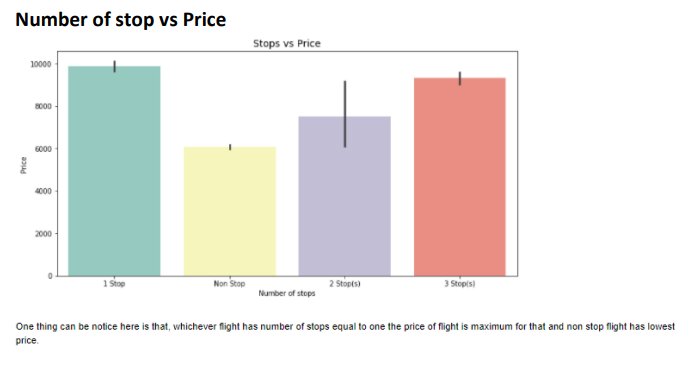 Number of stop vs Price
Stops vs Price
10000
8000
6000
4000
2000
0
Price
1 Stop
Non Stop
2 Stop(s)
3 Stop(s)
Number of stops
One thing can be notice here is that, whichever flight has number of stops equal to one the price of flight is maximum for that and non stop flight has lowest
price.